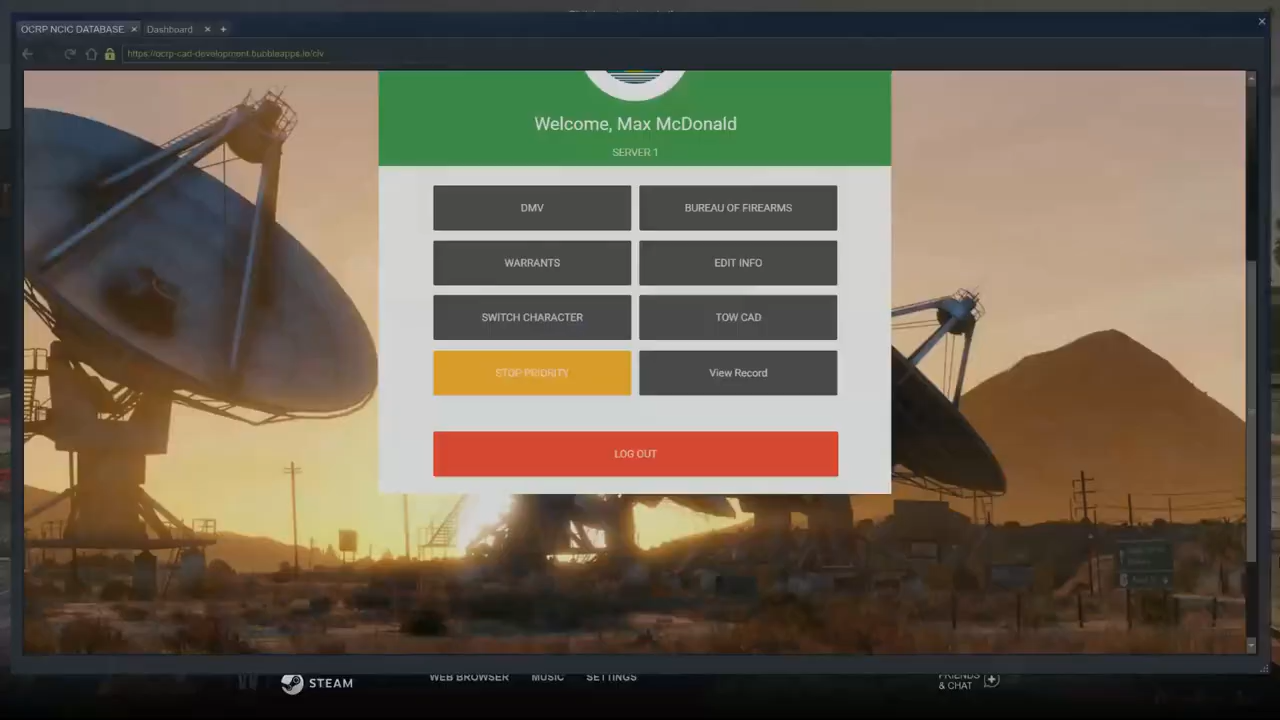 OCRP NCIC DATABASE
Dashboard
https://ocrp-cad-development.bubbleapps.io/civ
Welcome, Max McDonald
SERVER 1
DMV
BUREAU OF FIREARMS
WARRANTS
EDIT INFO
SWITCH CHARACTER
TOW CAD
STOP PRIORITY
View Record
LOG OUT
STEAM
WEB BROWSER
MUSIC
SETTINGS
FRIENDS
& CHAT